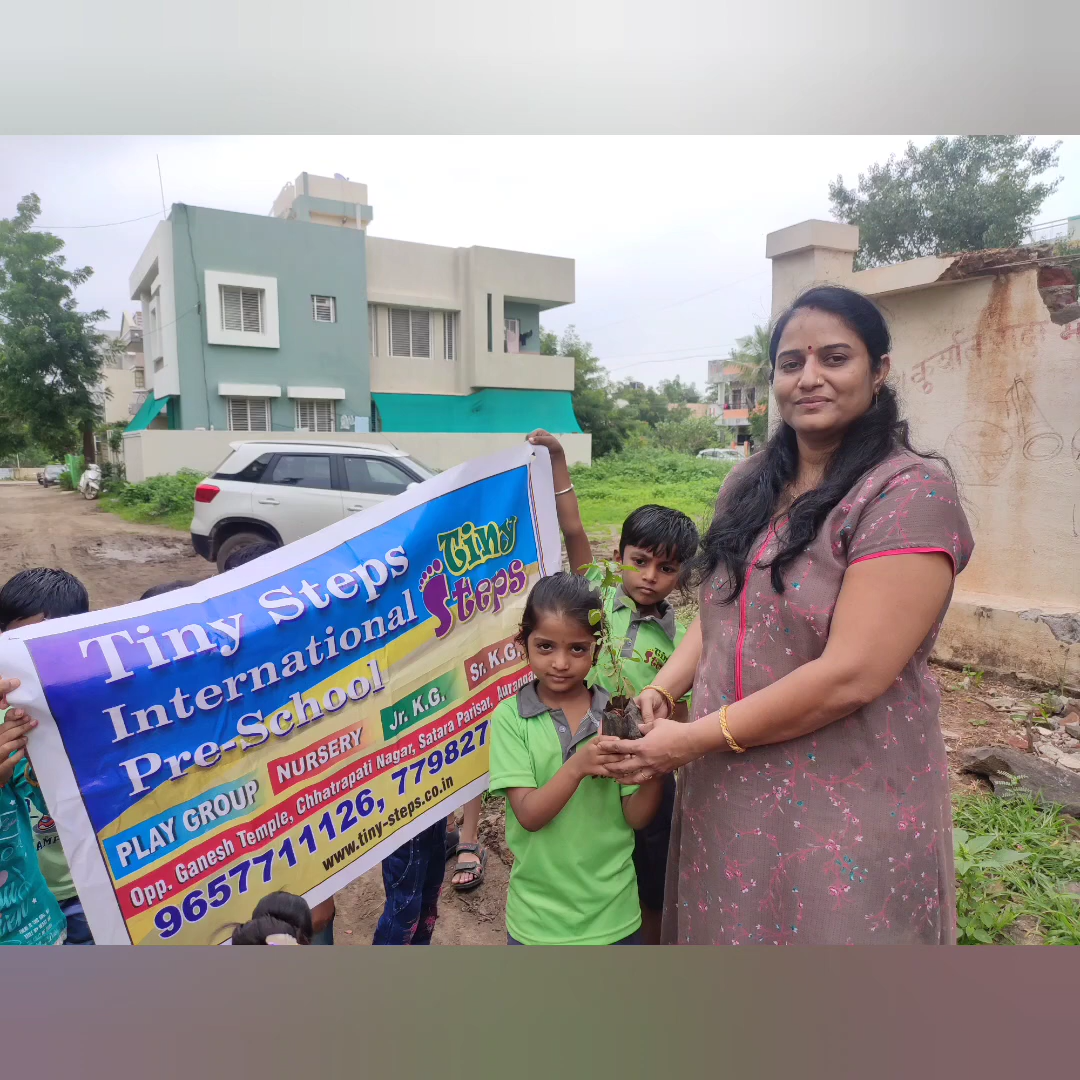 Tiny Steps
International
Pre-School
Tiny
Steps
PLAY GROUP NURSERY Jr. K.G. Sr. K.G.
Opp. Ganesh Temple, Chhatrapati Nagar, Satara Parisar,
9657711126, 779827
www.tiny-steps.co.in